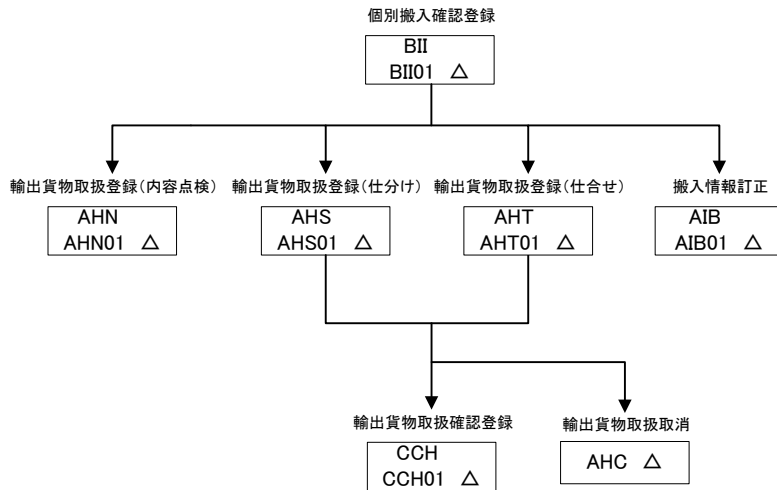 個別搬入確認登録
BII
BII01 △
輸出貨物取扱登録(内容点検)
AHN
AHN01 △
輸出貨物取扱登録(仕分け)
AHS
AHS01 △
輸出貨物取扱登録(仕合せ)
AHT
AHT01 △
搬入情報訂正
AIB
AIB01 △
輸出貨物取扱確認登録
CCH
CCH01 △
輸出貨物取扱取消
AHC △